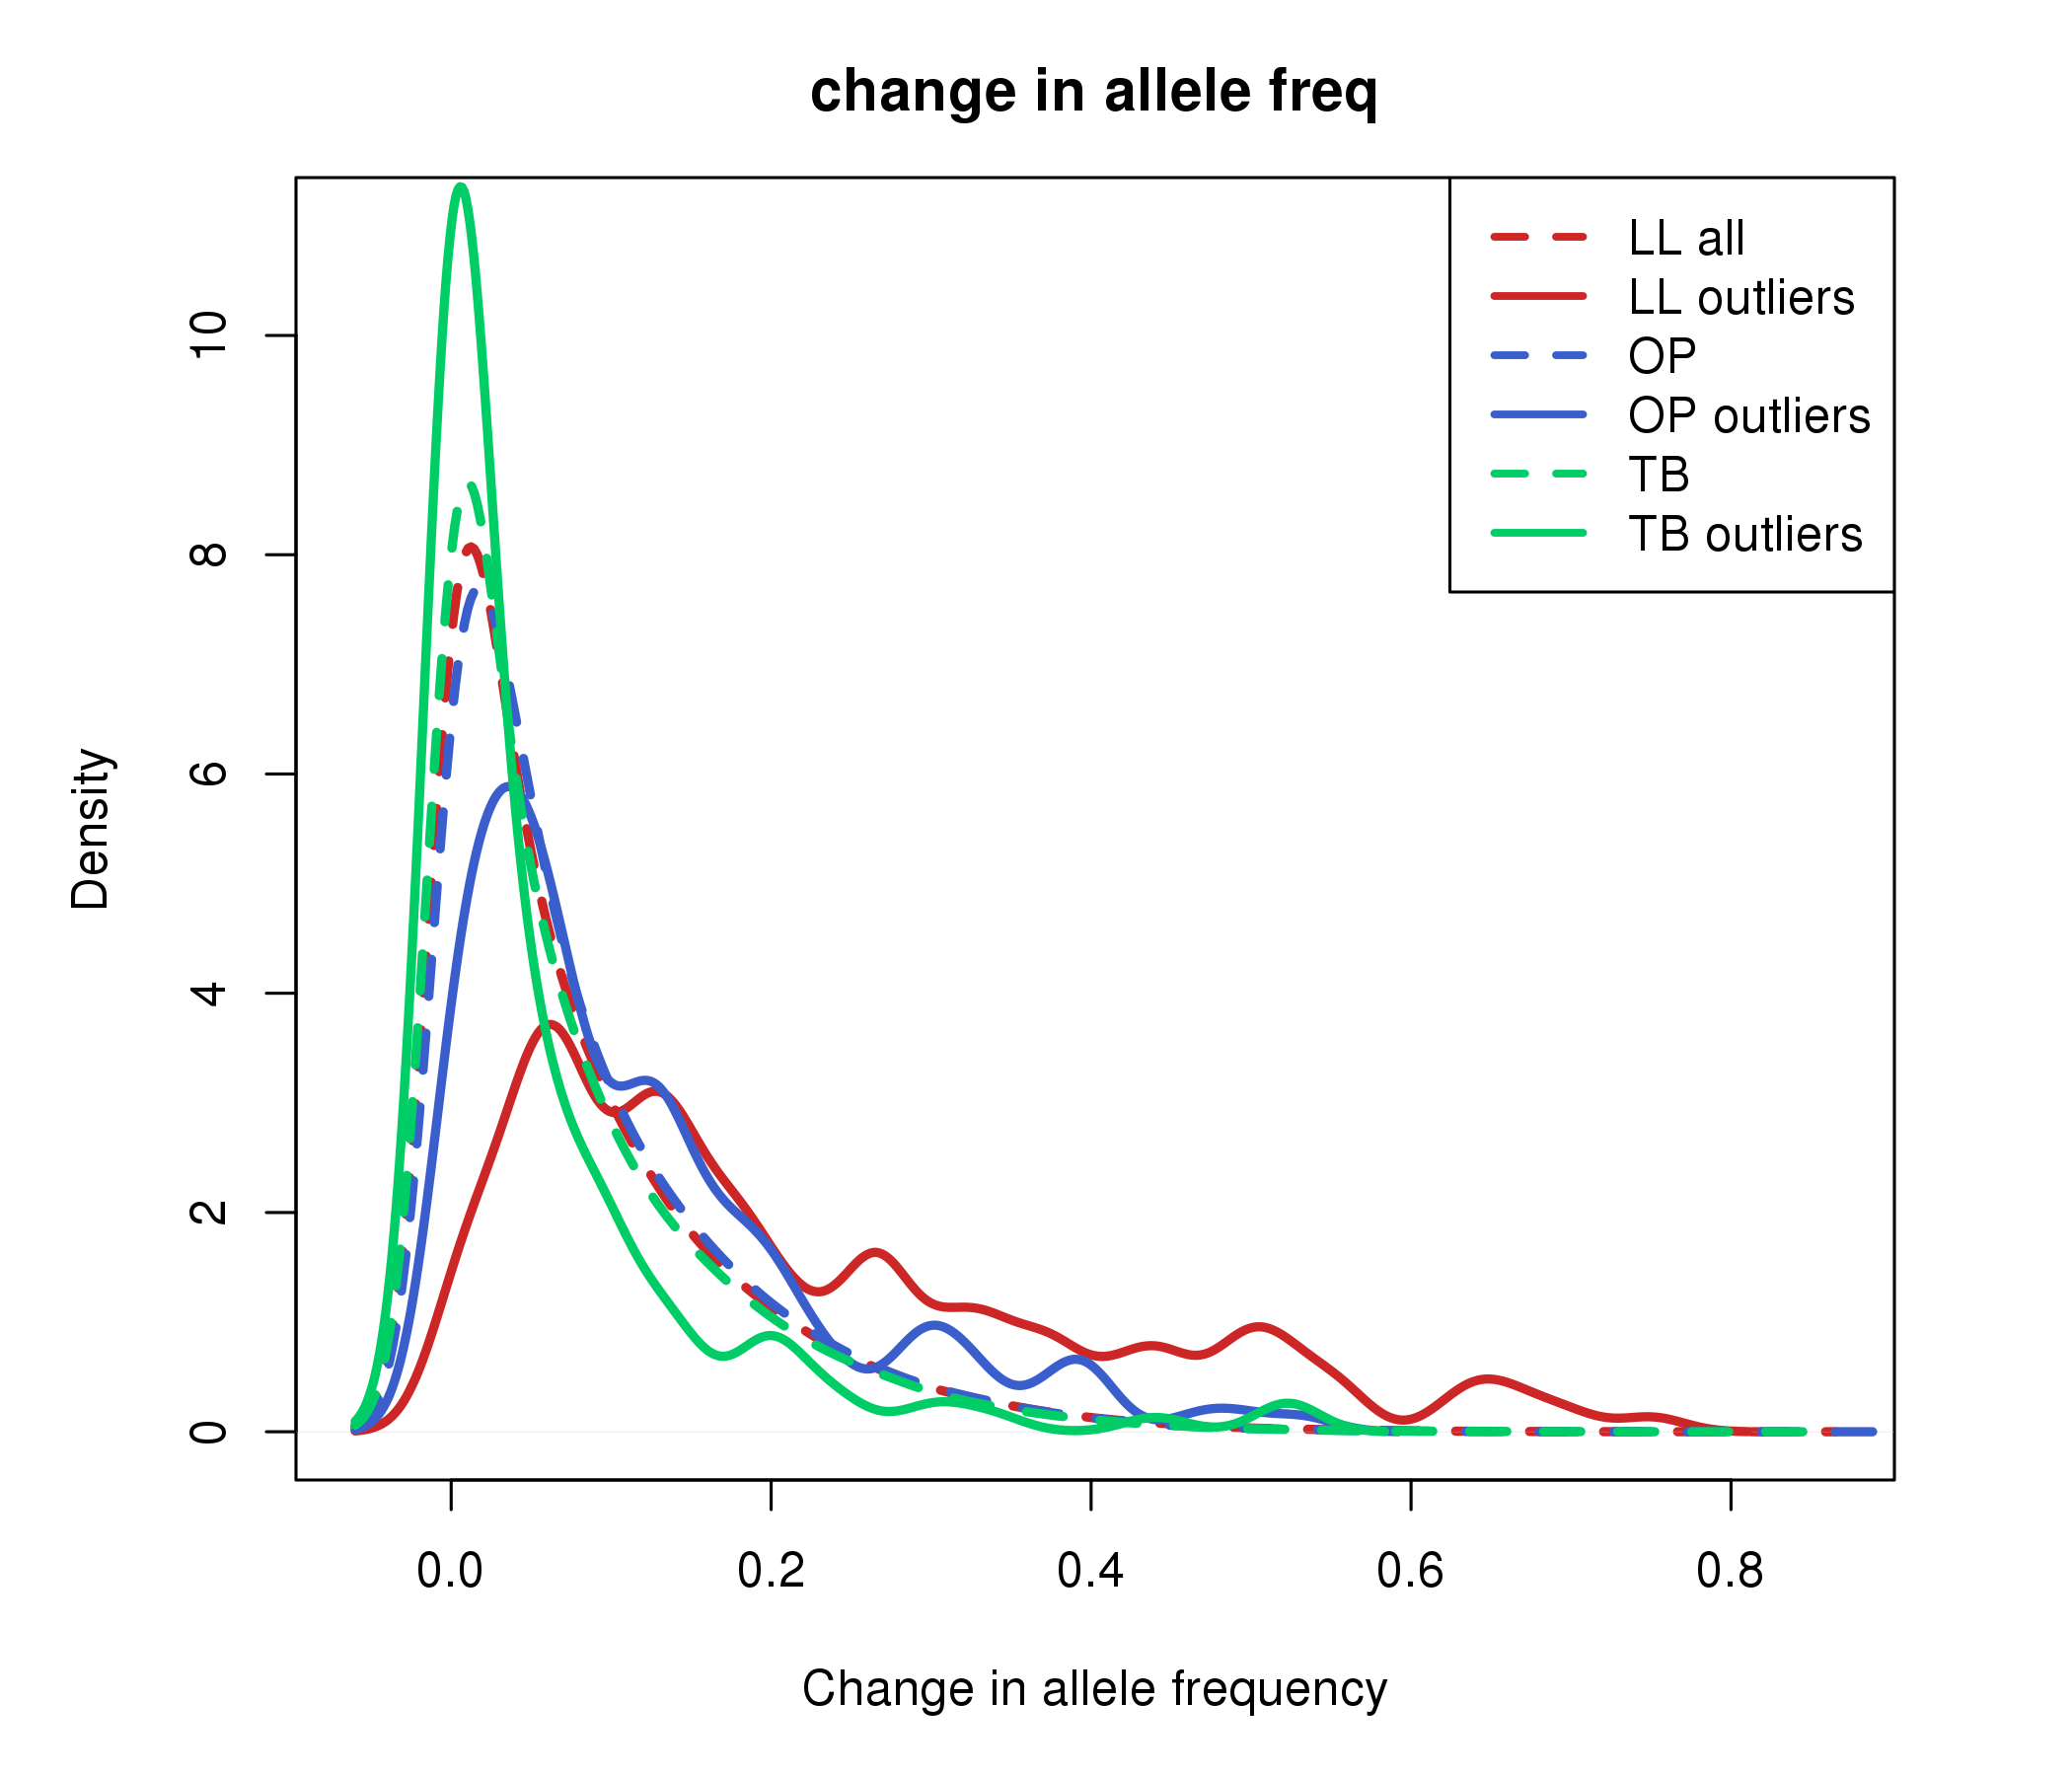 change in allele freq
LL all
LL outliers
OP
OP outliers
TB
TB outliers
Density
10
8
6
4
2
0
0.0 0.2 0.4 0.6 0.8
Change in allele frequency